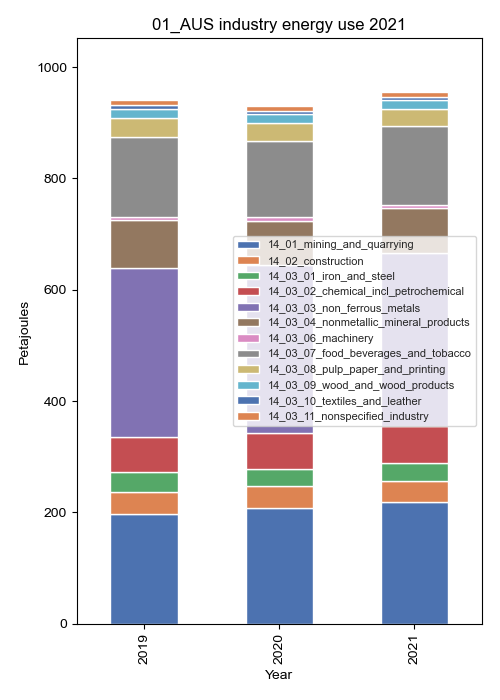 01_AUS industry energy use 2021
1000
800
600
400
200
0
Petajoules
14_01_mining_and_quarrying
14_02_construction
14_03_01_iron_and_steel
14_03_02_chemical_incl_petrochemical
14_03_03_non_ferrous_metals
14_03_04_nonmetallic_mineral_products
14_03_06_machinery
14_03_07_food_beverages_and_tobacco
14_03_08_pulp_paper_and_printing
14_03_09_wood_and_wood_products
14_03_10_textiles_and_leather
14_03_11_nonspecified_industry
2019
2020
2021
Year